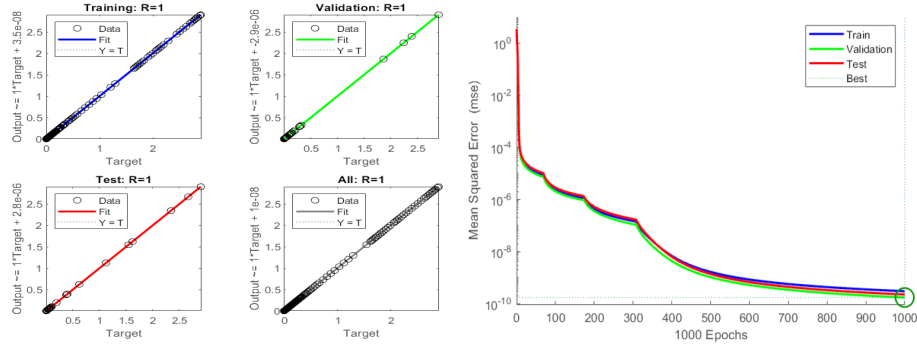 Training: R=1
Output ~= 1*Target + 3.5e-08
Data
Fit
Y = T
2.5
2
1.5
1
0.5
0
0
1
2
Target
Validation: R=1
Output ~= 1*Target + -2.9e-06
Data
Fit
Y = T
2.5
2
1.5
1
0.5
0.5
1
1.5
2
2.5
Target
Test: R=1
Output ~= 1*Target + 2.8e-06
Data
Fit
Y = T
2.5
2
1.5
1
0.5
0.5
1
1.5
2
2.5
Target
All: R=1
Output ~= 1*Target + 1e-08
Data
Fit
Y = T
2.5
2
1.5
1
0.5
0
0
1
2
Target
Mean Squared Error (mse)
10^0
10^-2
10^-4
10^-6
10^-8
10^-10
0
100
200
300
400
500
600
700
800
900
1000
1000 Epochs
Train
Validation
Test
Best